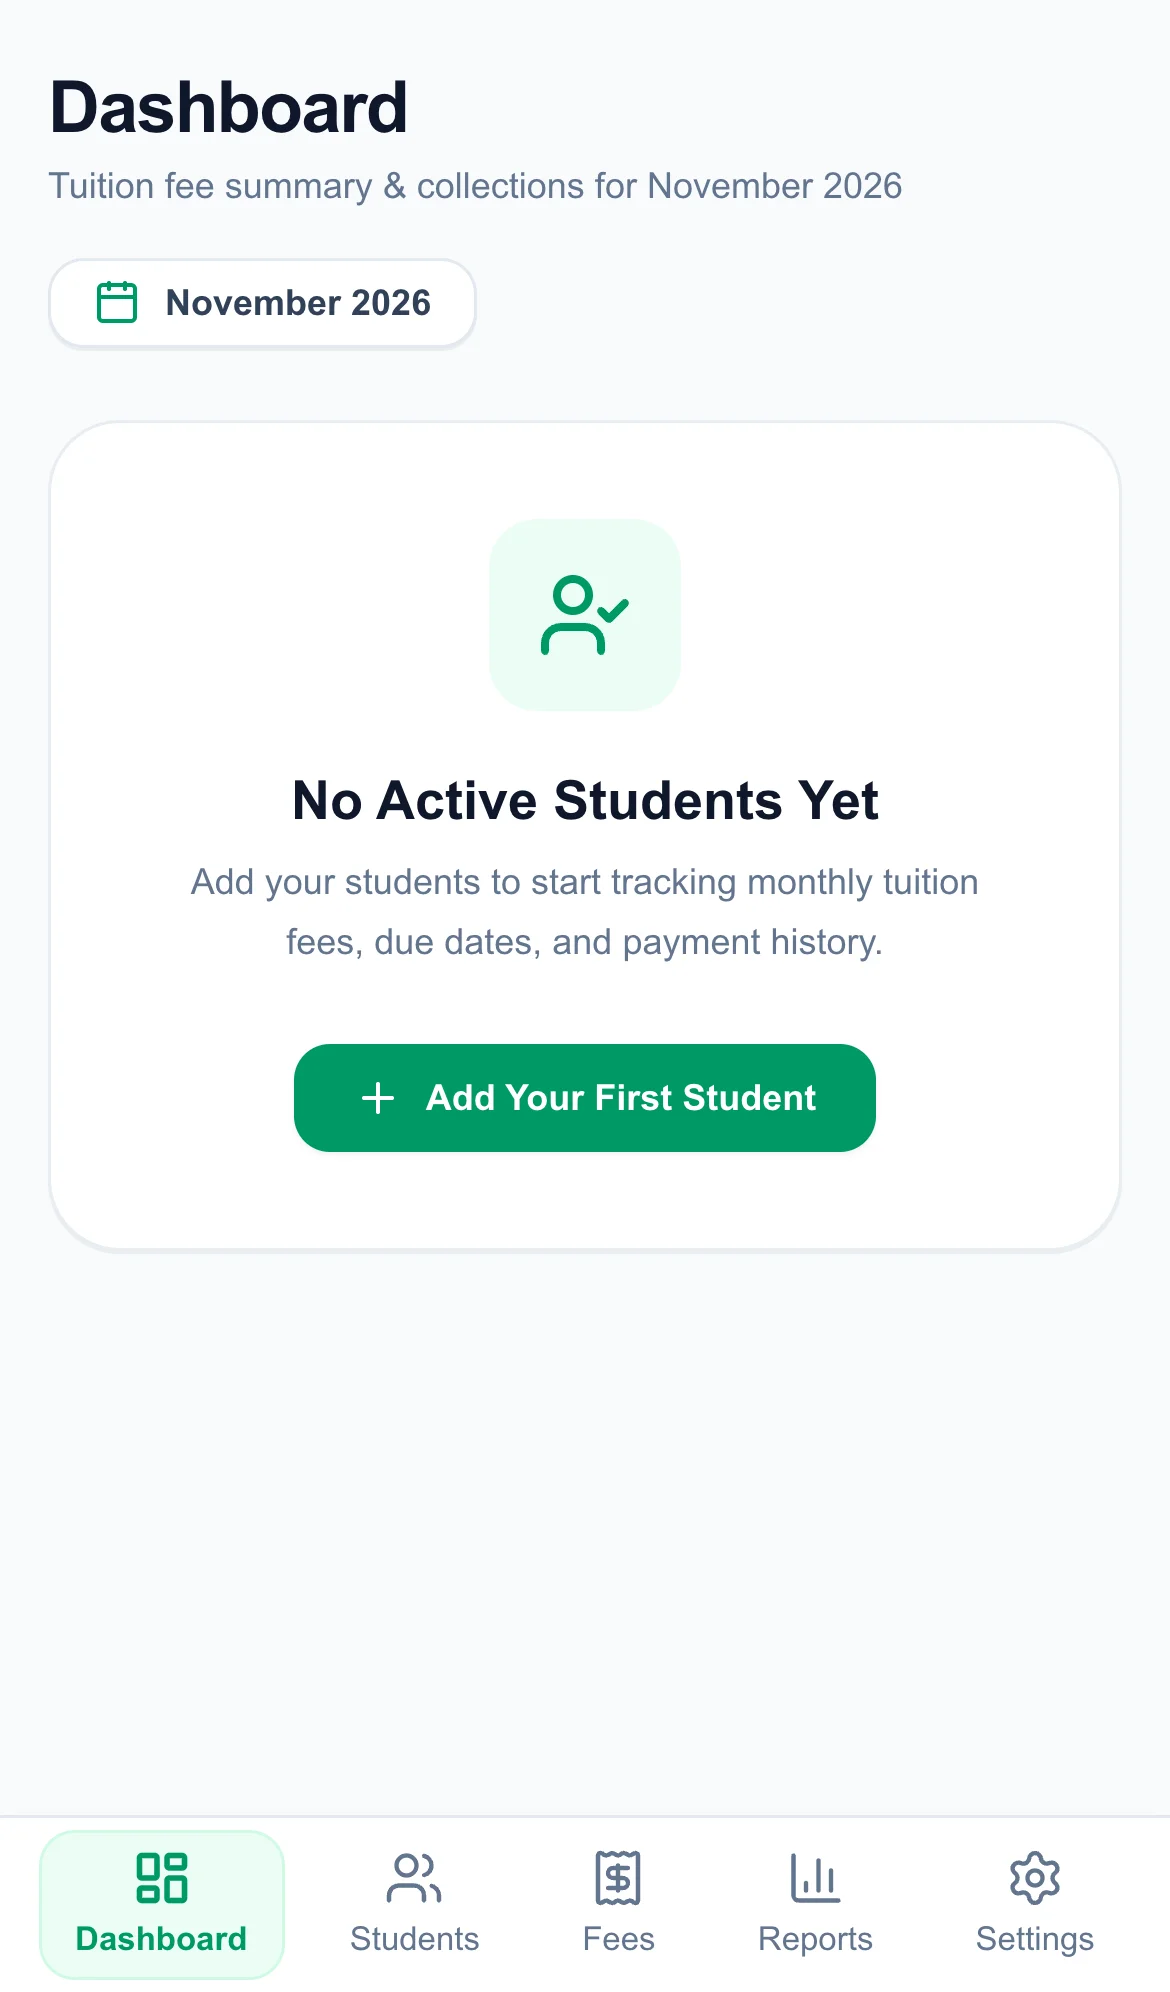 Dashboard
Tuition fee summary & collections for November 2026
November 2026
No Active Students Yet
Add your students to start tracking monthly tuition
fees, due dates, and payment history.
Add Your First Student
Dashboard
Students
Fees
Reports
Settings